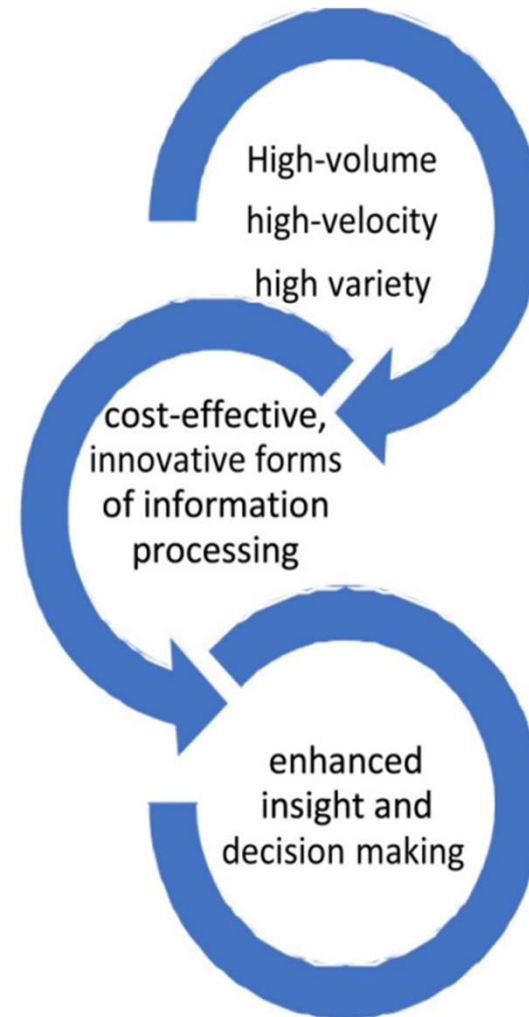 High-volume
high-velocity
high variety
cost-effective,
innovative forms
of information
processing
enhanced
insight and
decision making